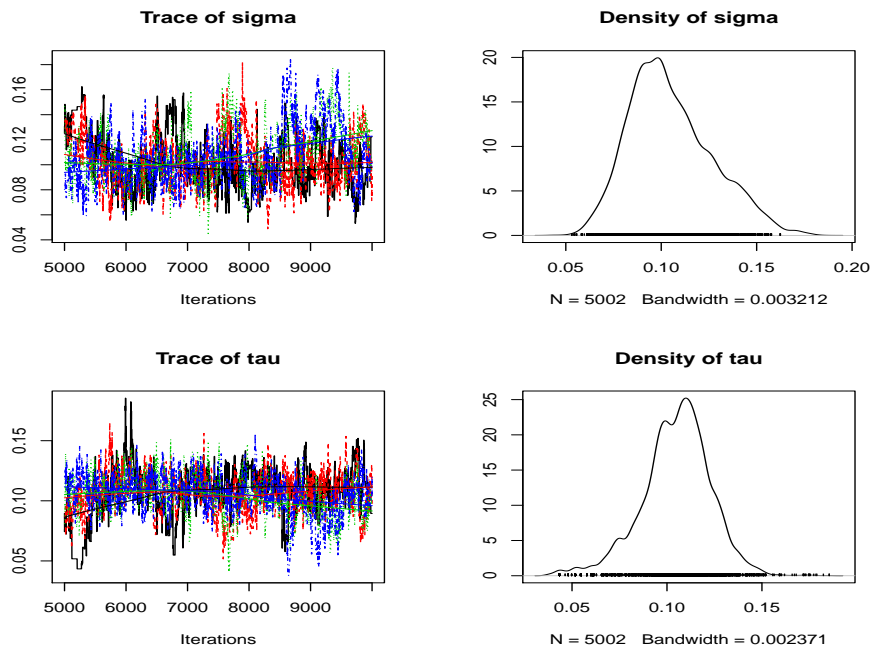 Trace of sigma
0.04 0.08 0.12 0.16
5000 6000 7000 8000 9000
Iterations
Density of sigma
0 5 10 15 20
0.05 0.10 0.15 0.20
N = 5002 Bandwidth = 0.003212
Trace of tau
0.05 0.10 0.15
5000 6000 7000 8000 9000
Iterations
Density of tau
0 5 10 15 20 25
0.05 0.10 0.15
N = 5002 Bandwidth = 0.002371